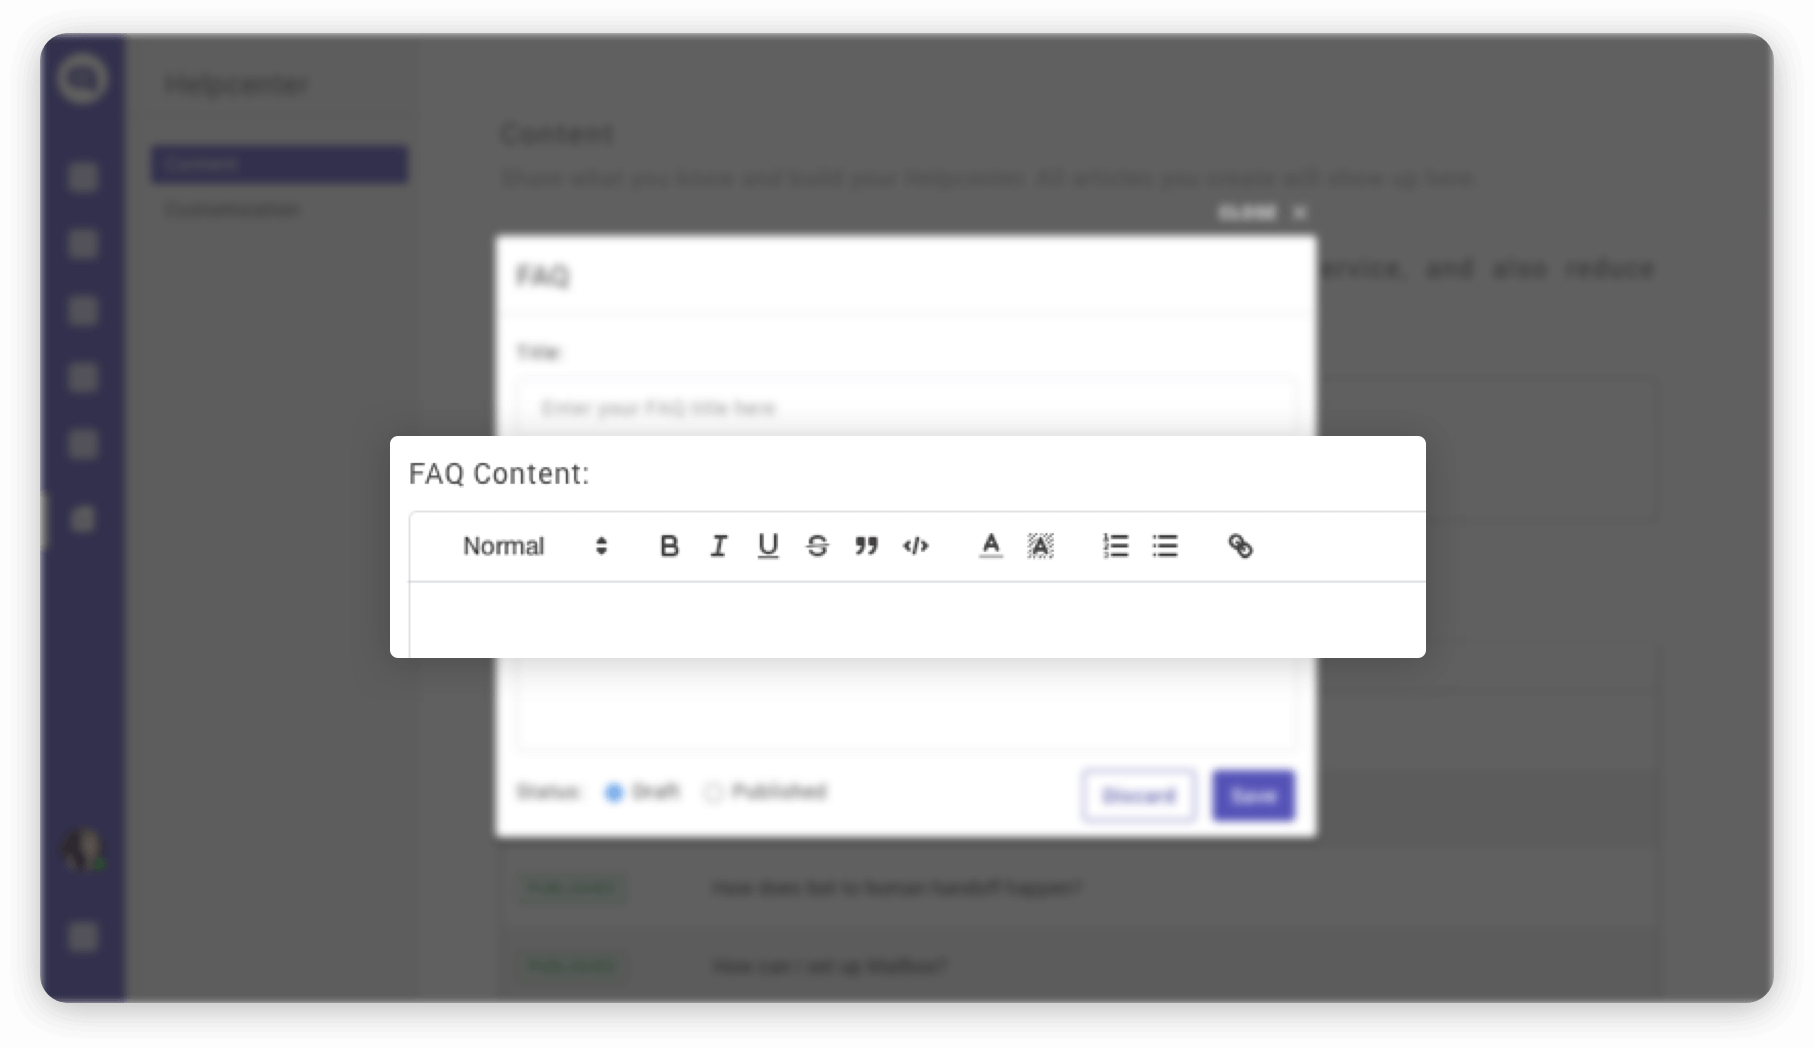 Helpcenter
Content
Customization
Content
Share what you know and build your Helpcenter. All articles you create will show up here.
CLOSE ×
ervice, and also reduce
FAQ
Title:
Enter your FAQ title here
FAQ Content:
Normal B I U S ❞ </> A A
Status: Draft Published
Discard Save
PUBLISHED How does bot to human handoff happen?
PUBLISHED How can I set up Mailbox?